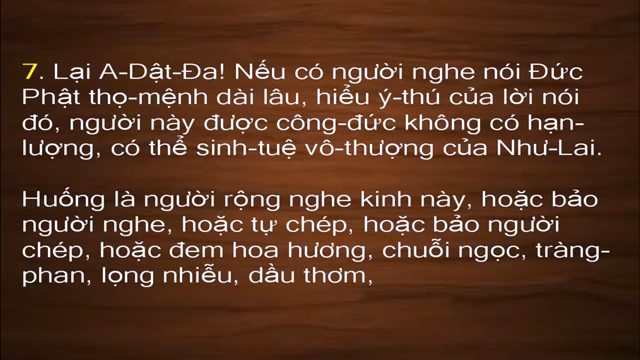 7. Lại A-Dật-Đa! Nếu có người nghe nói Đức
Phật thọ-mệnh dài lâu, hiểu ý-thú của lời nói
đó, người này được công-đức không có hạn-
lượng, có thể sinh-tuệ vô-thượng của Như-Lai.
Huống là người rộng nghe kinh này, hoặc bảo
người nghe, hoặc tự chép, hoặc bảo người
chép, hoặc đem hoa hương, chuỗi ngọc, tràng-
phan, lọng nhiễu, dầu thơm,